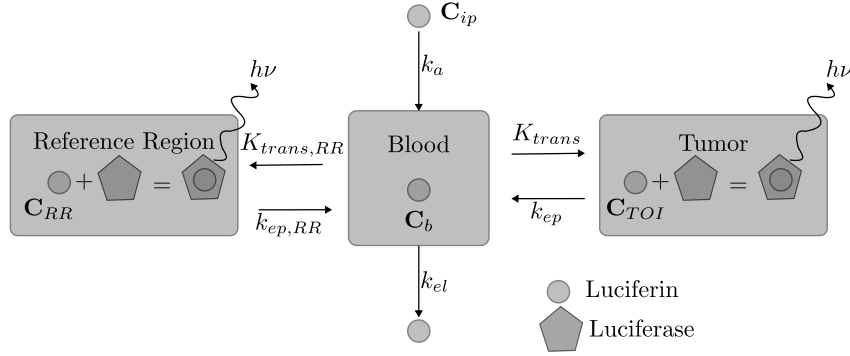 C_ip
k_a
hν
hν
Reference Region
K_trans,RR
Blood
K_trans
Tumor
+ =
+ =
C_RR
k_ep,RR
C_b
k_ep
C_TOI
k_el
Luciferin
Luciferase